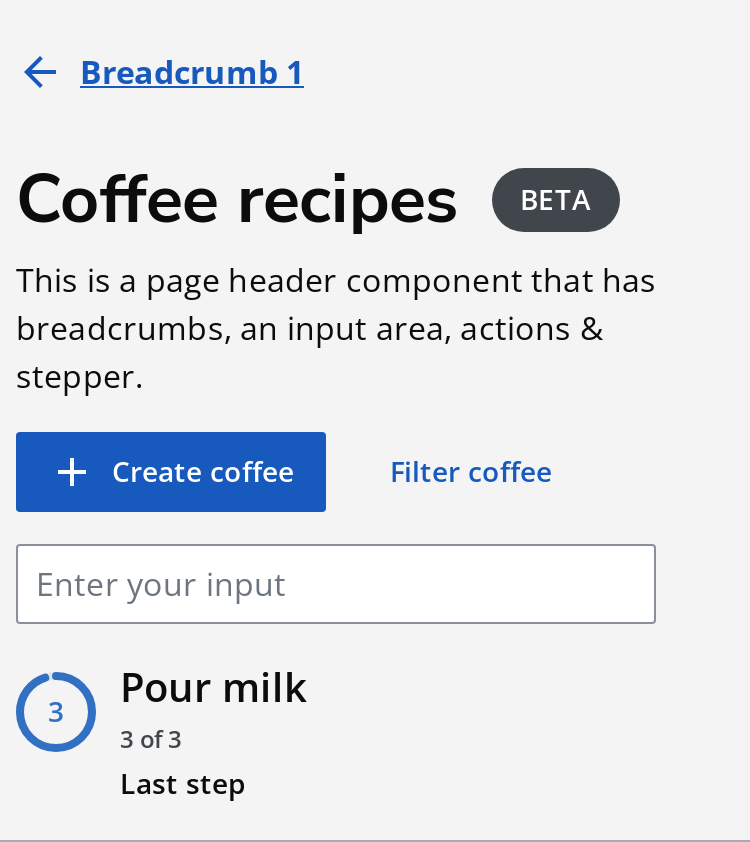 Breadcrumb 1
Coffee recipes BETA
This is a page header component that has
breadcrumbs, an input area, actions &
stepper.
Create coffee Filter coffee
Enter your input
3 Pour milk
3 of 3
Last step